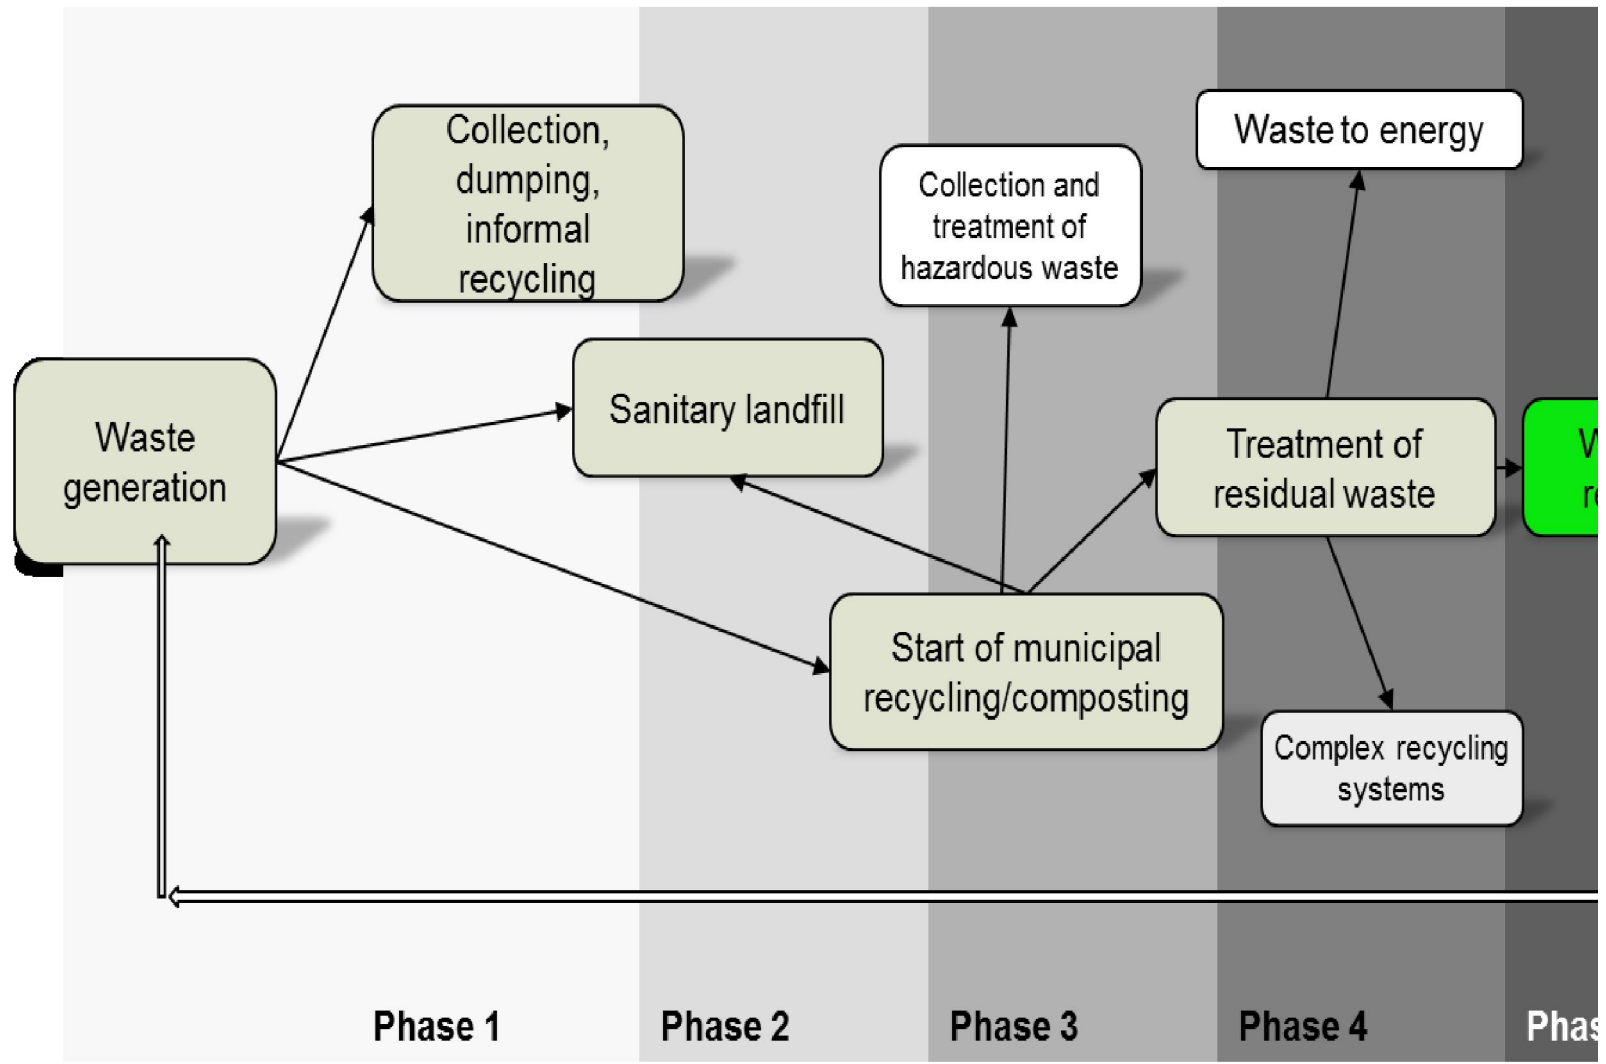 Collection,
dumping,
informal
recycling
Waste to energy
Collection and
treatment of
hazardous waste
Sanitary landfill
Waste
generation
Treatment of
residual waste
Start of municipal
recycling/composting
Complex recycling
systems
Phase 1
Phase 2
Phase 3
Phase 4